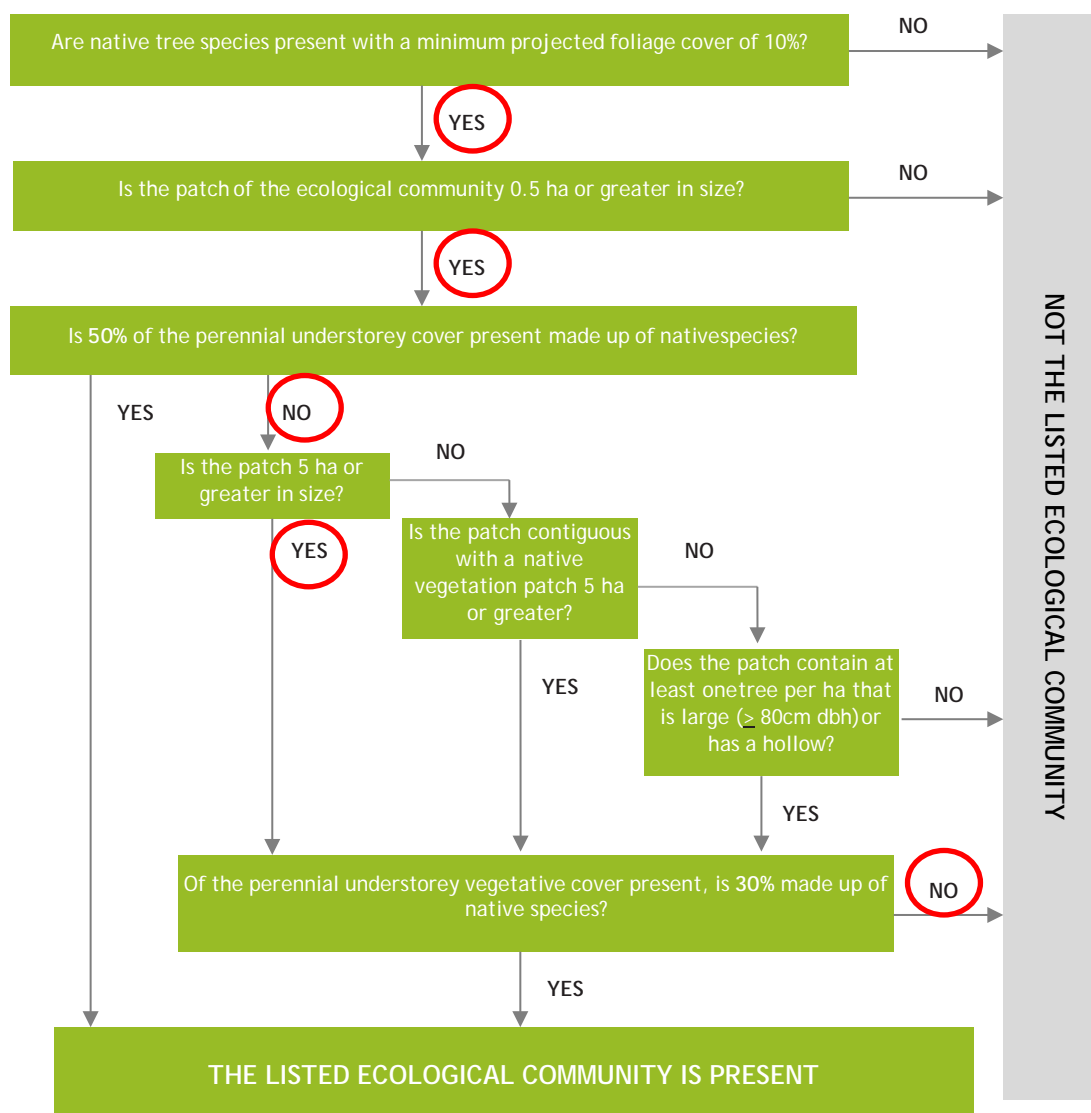 Are native tree species present with a minimum projected foliage cover of 10%?
NO
YES
Is the patch of the ecological community 0.5 ha or greater in size?
NO
YES
Is 50% of the perennial understorey cover present made up of nativespecies?
YES
NO
Is the patch 5 ha or
greater in size?
NO
YES
Is the patch contiguous
with a native
vegetation patch 5 ha
or greater?
NO
YES
Does the patch contain at
least onetree per ha that
is large (≥ 80cm dbh) or
has a hollow?
NO
YES
Of the perennial understorey vegetative cover present, is 30% made up of
native species?
NO
YES
THE LISTED ECOLOGICAL COMMUNITY IS PRESENT
NOT THE LISTED ECOLOGICAL COMMUNITY